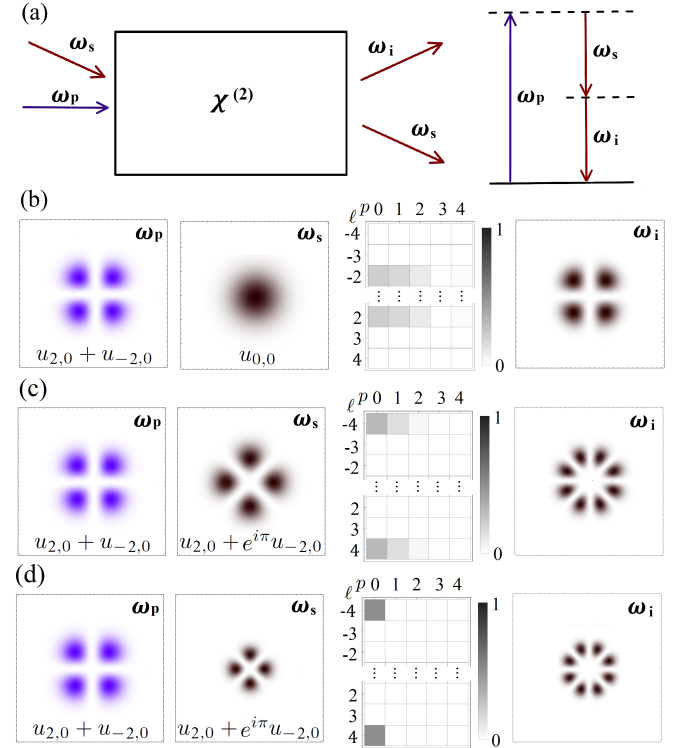 (a)
ωs
ωp
χ(2)
ωi
ωs
ωp
ωs
ωi
(b)
ωp
u2,0 + u−2,0
ωs
u0,0
ℓ p 0 1 2 3 4
-4
-3
-2
⋮ ⋮ ⋮ ⋮ ⋮
2
3
4
1
0
ωi
(c)
ωp
u2,0 + u−2,0
ωs
u2,0 + eiπu−2,0
ℓ p 0 1 2 3 4
-4
-3
-2
⋮ ⋮ ⋮ ⋮ ⋮
2
3
4
1
0
ωi
(d)
ωp
u2,0 + u−2,0
ωs
u2,0 + eiπu−2,0
ℓ p 0 1 2 3 4
-4
-3
-2
⋮ ⋮ ⋮ ⋮ ⋮
2
3
4
1
0
ωi